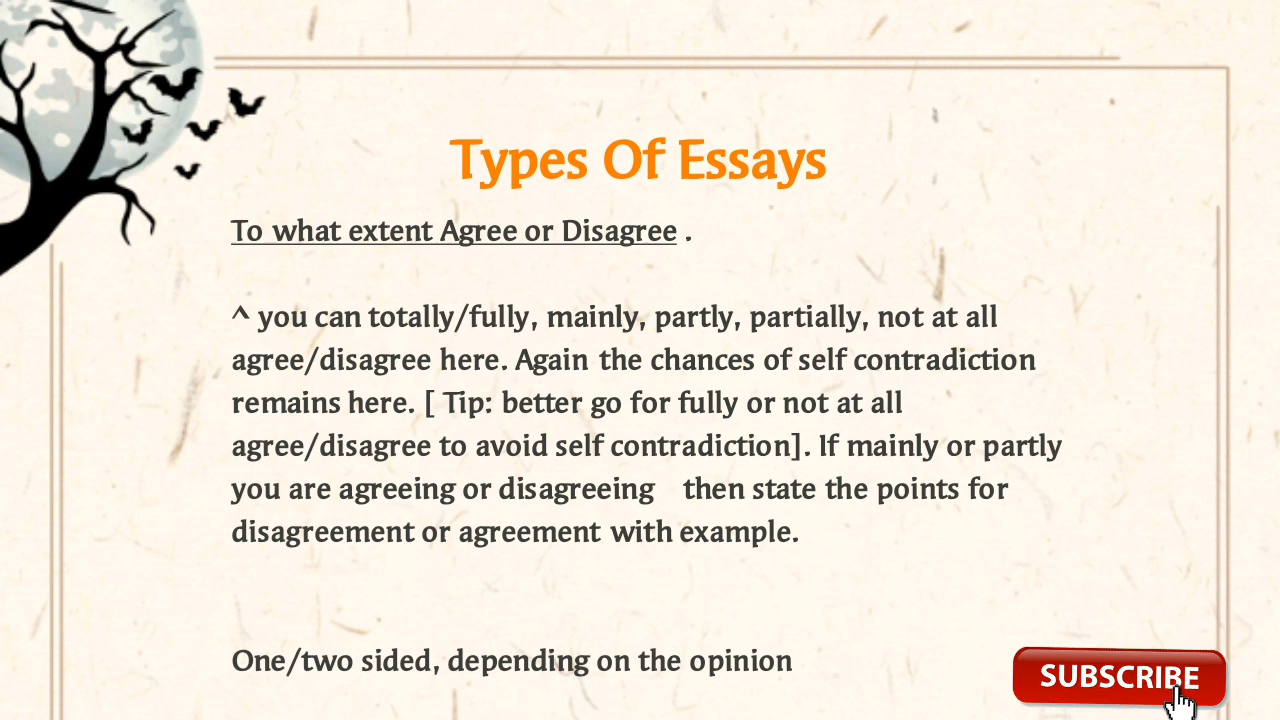 Types Of Essays
To what extent Agree or Disagree .
^ you can totally/fully, mainly, partly, partially, not at all
agree/disagree here. Again the chances of self contradiction
remains here. [ Tip: better go for fully or not at all
agree/disagree to avoid self contradiction]. If mainly or partly
you are agreeing or disagreeing then state the points for
disagreement or agreement with example.
One/two sided, depending on the opinion
SUBSCRIBE